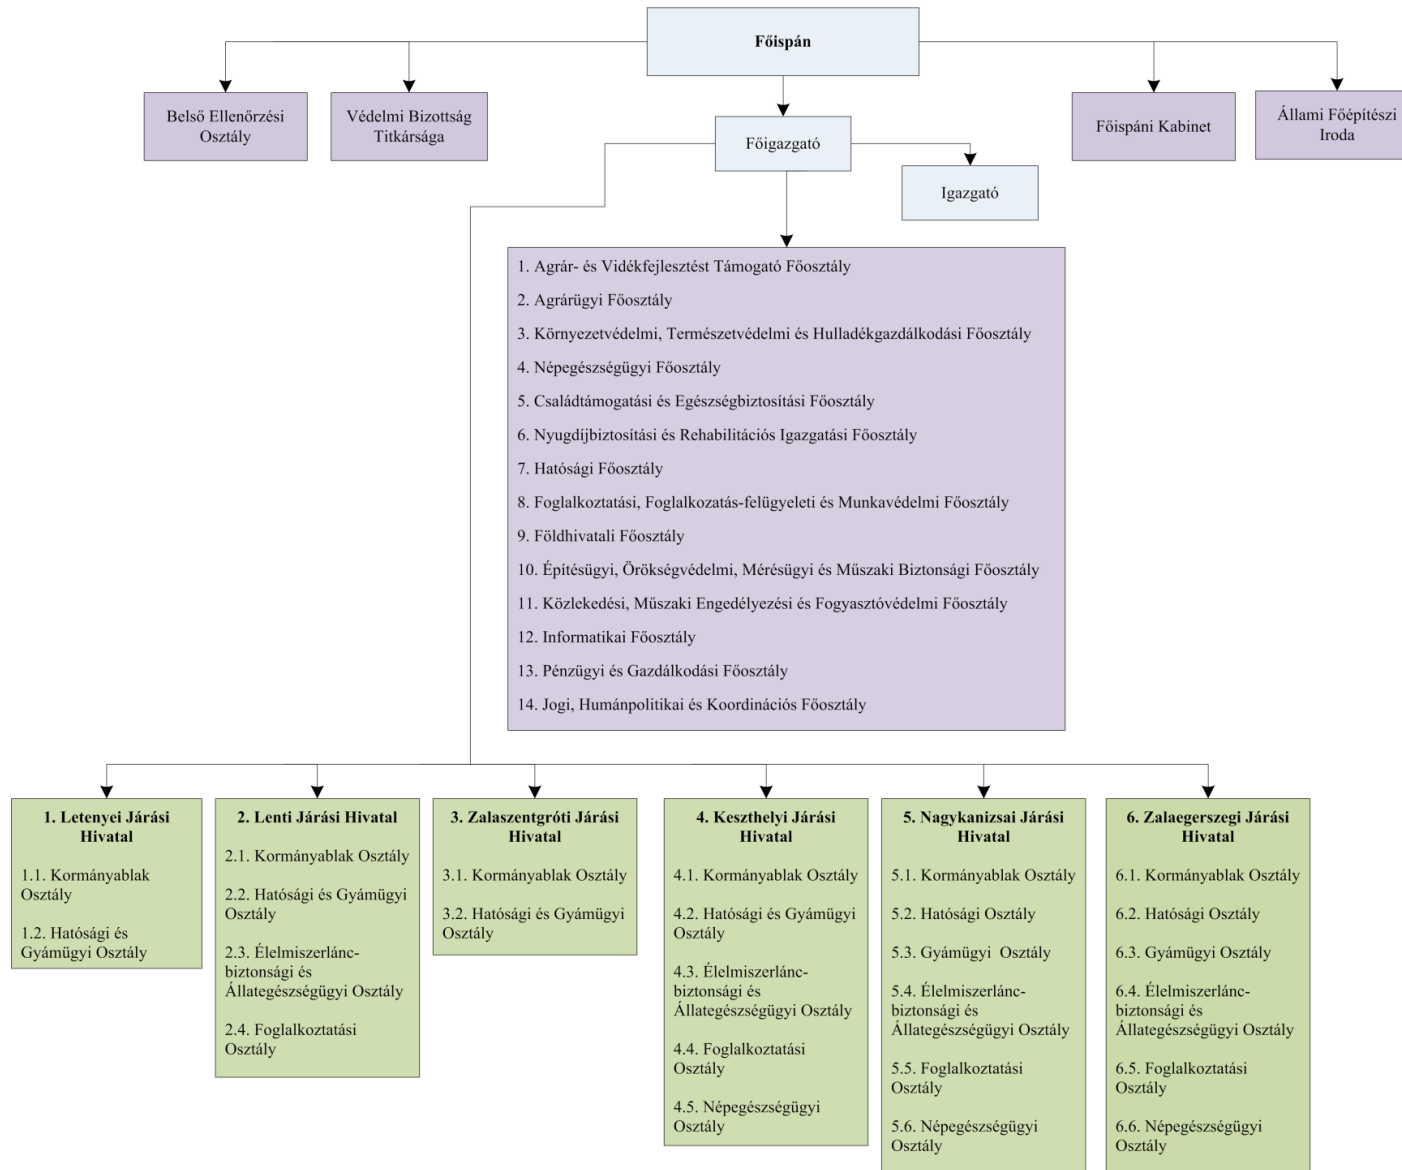 Főispán
Belső Ellenőrzési
Osztály
Védelmi Bizottság
Titkársága
Főigazgató
Igazgató
Főispáni Kabinet
Állami Főépítészi
Iroda
1. Agrár- és Vidékfejlesztést Támogató Főosztály
2. Agrárügyi Főosztály
3. Környezetvédelmi, Természetvédelmi és Hulladékgazdálkodási Főosztály
4. Népegészségügyi Főosztály
5. Családtámogatási és Egészségbiztosítási Főosztály
6. Nyugdíjbiztosítási és Rehabilitációs Igazgatási Főosztály
7. Hatósági Főosztály
8. Foglalkoztatási, Foglalkozatás-felügyeleti és Munkavédelmi Főosztály
9. Földhivatali Főosztály
10. Építésügyi, Örökségvédelmi, Mérésügyi és Műszaki Biztonsági Főosztály
11. Közlekedési, Műszaki Engedélyezési és Fogyasztóvédelmi Főosztály
12. Informatikai Főosztály
13. Pénzügyi és Gazdálkodási Főosztály
14. Jogi, Humánpolitikai és Koordinációs Főosztály
1. Letenyei Járási
Hivatal
1.1. Kormányablak
Osztály
1.2. Hatósági és
Gyámügyi Osztály
2. Lenti Járási Hivatal
2.1. Kormányablak Osztály
2.2. Hatósági és Gyámügyi
Osztály
2.3. Élelmiszerlánc-
biztonsági és
Állategészségügyi Osztály
2.4. Foglalkoztatási
Osztály
3. Zalaszentgróti Járási
Hivatal
3.1. Kormányablak Osztály
3.2. Hatósági és Gyámügyi
Osztály
4. Keszthelyi Járási
Hivatal
4.1. Kormányablak Osztály
4.2. Hatósági és Gyámügyi
Osztály
4.3. Élelmiszerlánc-
biztonsági és
Állategészségügyi Osztály
4.4. Foglalkoztatási
Osztály
4.5. Népegészségügyi
Osztály
5. Nagykanizsai Járási
Hivatal
5.1. Kormányablak Osztály
5.2. Hatósági Osztály
5.3. Gyámügyi Osztály
5.4. Élelmiszerlánc-
biztonsági és
Állategészségügyi Osztály
5.5. Foglalkoztatási
Osztály
5.6. Népegészségügyi
Osztály
6. Zalaegerszegi Járási
Hivatal
6.1. Kormányablak Osztály
6.2. Hatósági Osztály
6.3. Gyámügyi Osztály
6.4. Élelmiszerlánc-
biztonsági és
Állategészségügyi Osztály
6.5. Foglalkoztatási
Osztály
6.6. Népegészségügyi
Osztály